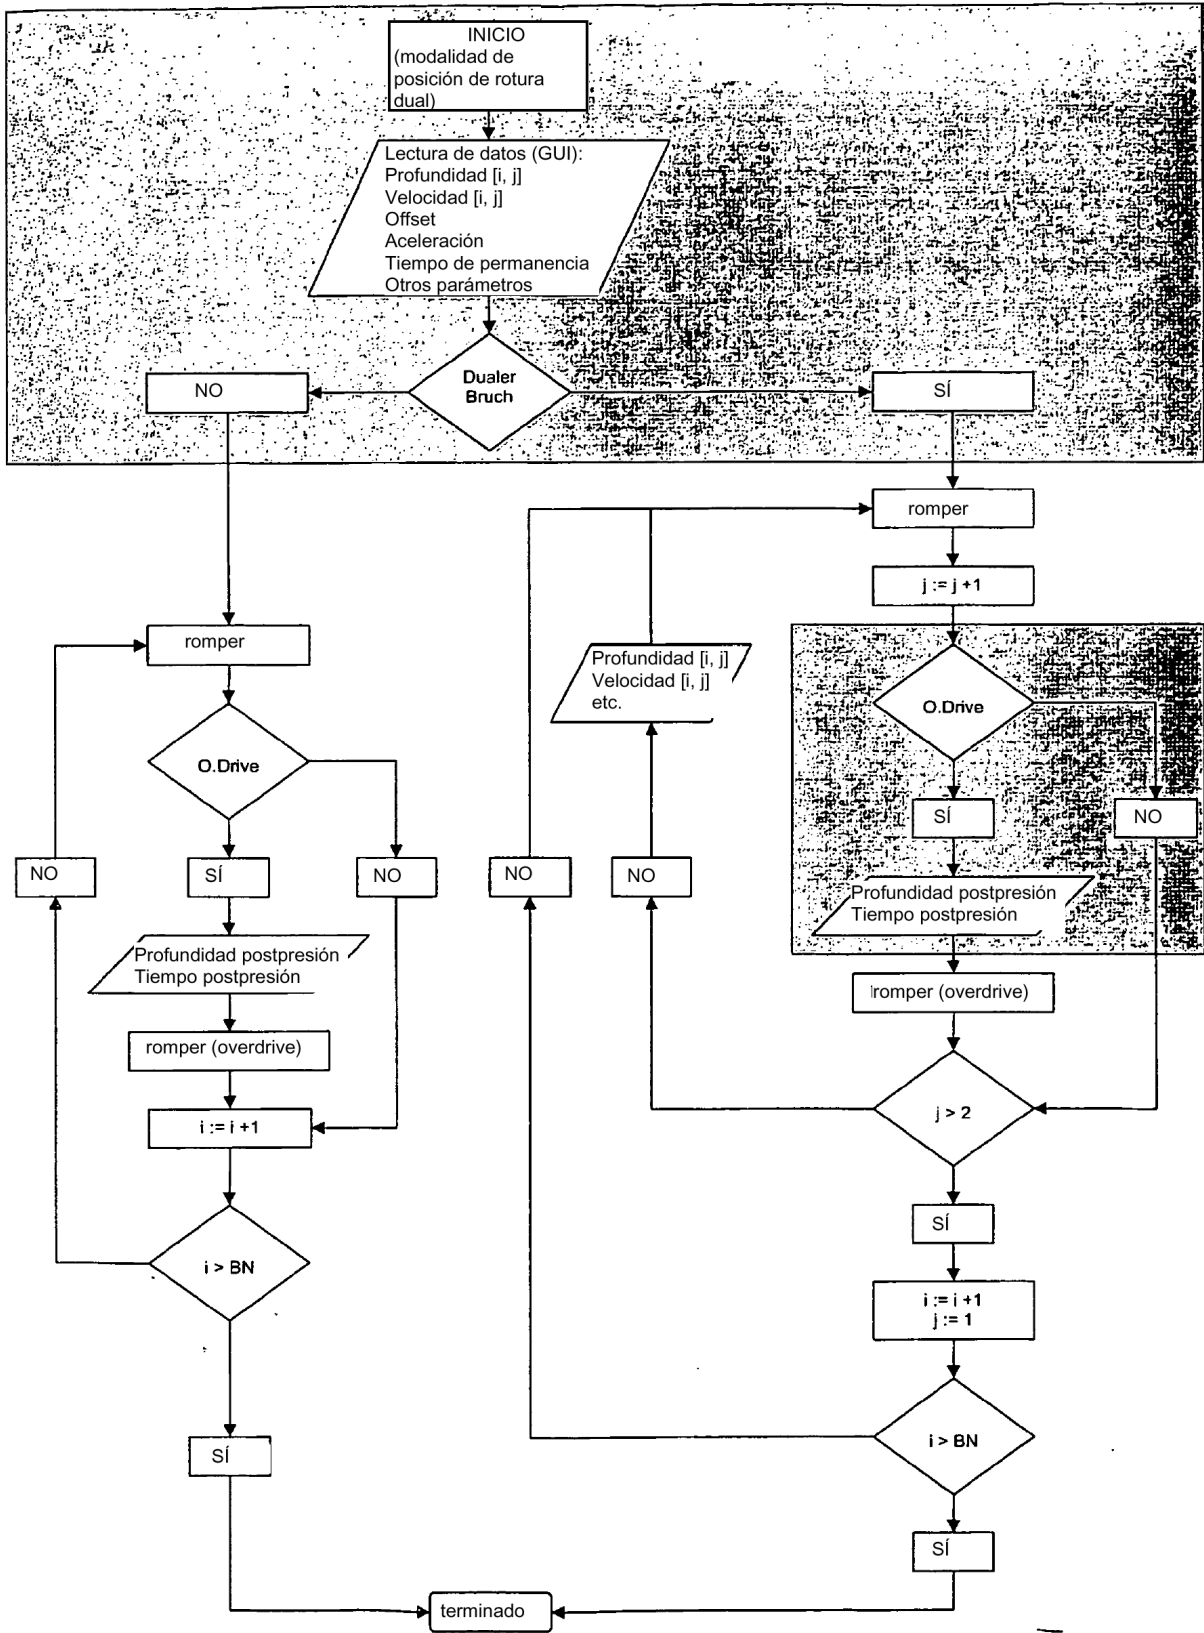 INICIO
(modalidad de
posición de rotura
dual)
Lectura de datos (GUI):
Profundidad [i, j]
Velocidad [i, j]
Offset
Aceleración
Tiempo de permanencia
Otros parámetros
Dualer
Bruch
NO
SÍ
romper
j := j +1
romper
Profundidad [i, j]
Velocidad [i, j]
etc.
O.Drive
O.Drive
SÍ
NO
NO
SÍ
NO
NO
NO
Profundidad postpresión
Tiempo postpresión
Profundidad postpresión
Tiempo postpresión
romper (overdrive)
romper (overdrive)
i := i +1
j > 2
SÍ
i > BN
i := i +1
j := 1
i > BN
SÍ
SÍ
terminado